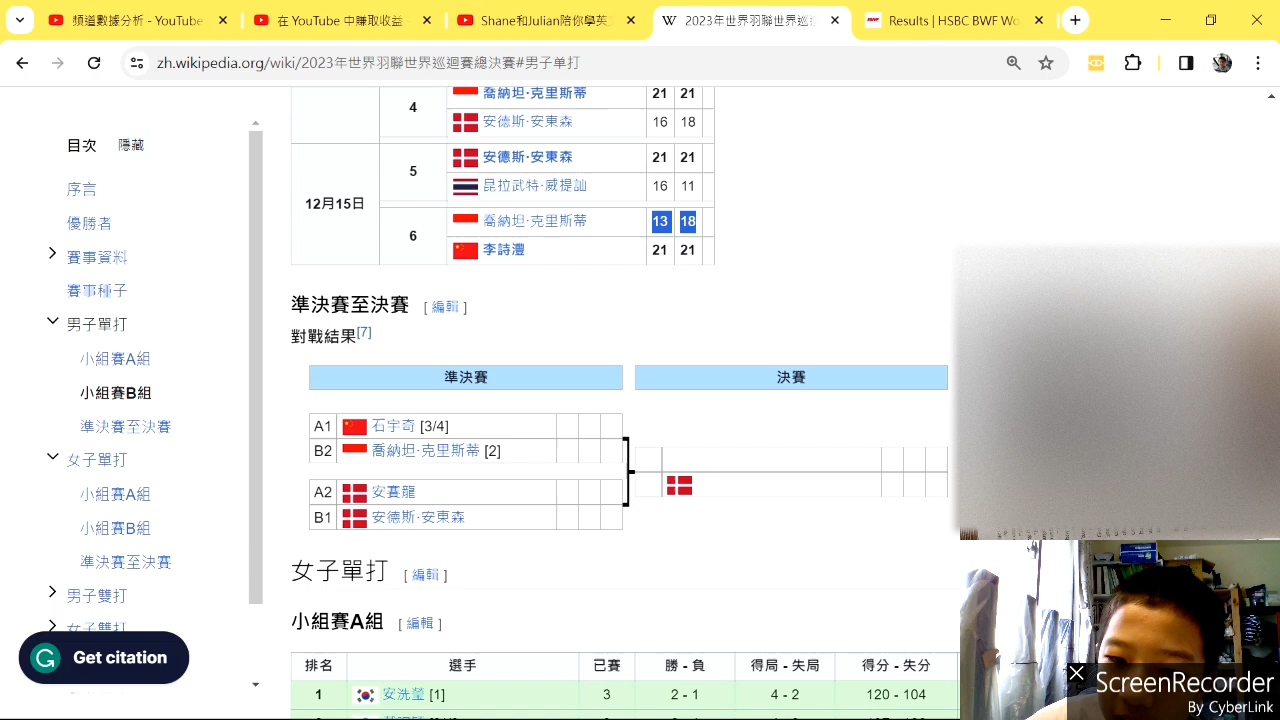 頻道數據分析 - YouTube
在 YouTube 中賺取收益
Shane和Julian陪你學英
2023年世界羽聯世界巡
Results | HSBC BWF Wo
zh.wikipedia.org/wiki/2023年世界羽聯世界巡迴賽總決賽#男子單打
目次 隱藏
序言
優勝者
賽事資料
賽事種子
男子單打
小組賽A組
小組賽B組
準決賽至決賽
女子單打
小組賽A組
小組賽B組
準決賽至決賽
男子雙打
女子雙打
Get citation
4 喬納坦·克里斯蒂 21 21
安德斯·安東森 16 18
12月15日
5 安德斯·安東森 21 21
昆拉武特·威提訕 16 11
6 喬納坦·克里斯蒂 13 18
李詩灃 21 21
準決賽至決賽 [ 編輯 ]
對戰結果[7]
準決賽 決賽
A1 石宇奇 [3/4]
B2 喬納坦·克里斯蒂 [2]
A2 安賽龍
B1 安德斯·安東森
女子單打 [ 編輯 ]
小組賽A組 [ 編輯 ]
排名 選手 已賽 勝 - 負 得局 - 失局 得分 - 失分
1 安洗瑩 [1] 3 2 - 1 4 - 2 120 - 104
ScreenRecorder
By CyberLink